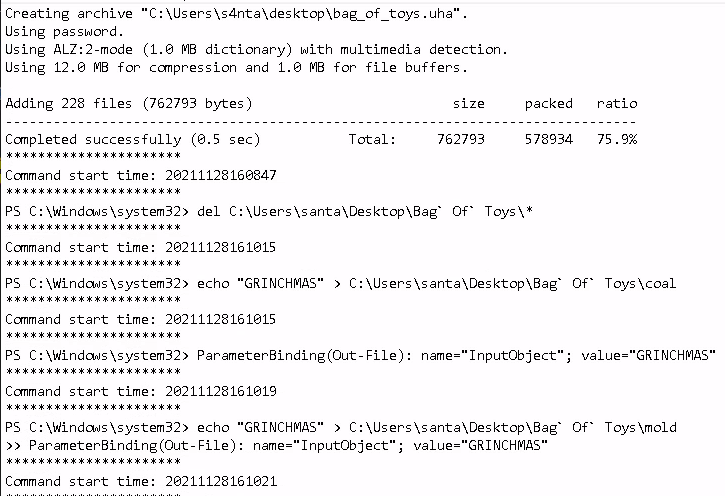 Creating archive "C:\Users\s4nta\desktop\bag_of_toys.uha".
Using password.
Using ALZ:2-mode (1.0 MB dictionary) with multimedia detection.
Using 12.0 MB for compression and 1.0 MB for file buffers.
Adding 228 files (762793 bytes) size packed ratio
-------------------------------------------------------------------------------
Completed successfully (0.5 sec) Total: 762793 578934 75.9%
**********************
Command start time: 20211128160847
**********************
PS C:\Windows\system32> del C:\Users\santa\Desktop\Bag` Of` Toys\*
**********************
Command start time: 20211128161015
**********************
PS C:\Windows\system32> echo "GRINCHMAS" > C:\Users\santa\Desktop\Bag` Of` Toys\coal
**********************
Command start time: 20211128161015
**********************
PS C:\Windows\system32> ParameterBinding(Out-File): name="InputObject"; value="GRINCHMAS"
**********************
Command start time: 20211128161019
**********************
PS C:\Windows\system32> echo "GRINCHMAS" > C:\Users\santa\Desktop\Bag` Of` Toys\mold
>> ParameterBinding(Out-File): name="InputObject"; value="GRINCHMAS"
**********************
Command start time: 20211128161021
**********************